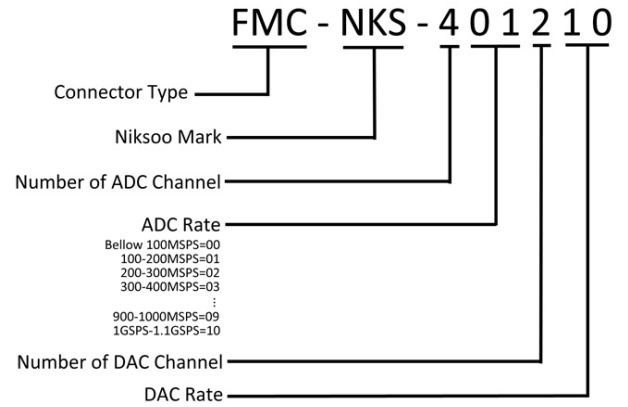 FMC - NKS - 4 0 1 2 1 0
Connector Type
Niksoo Mark
Number of ADC Channel
ADC Rate
Bellow 100MSPS=00
100-200MSPS=01
200-300MSPS=02
300-400MSPS=03
⋮
900-1000MSPS=09
1GSPS-1.1GSPS=10
Number of DAC Channel
DAC Rate